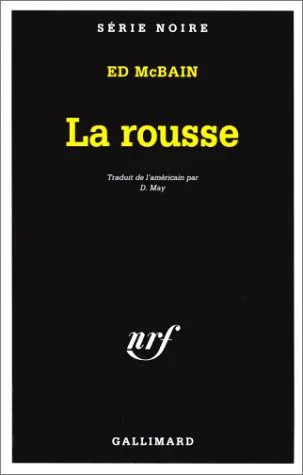 SÉRIE NOIRE
ED McBAIN
La rousse
Traduit de l'américain par
D. May
nrf
GALLIMARD